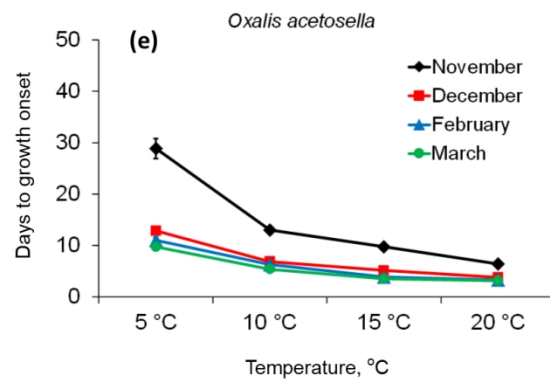 Oxalis acetosella
(e)
50
40
30
20
10
0
Days to growth onset
November
December
February
March
5 °C
10 °C
15 °C
20 °C
Temperature, °C